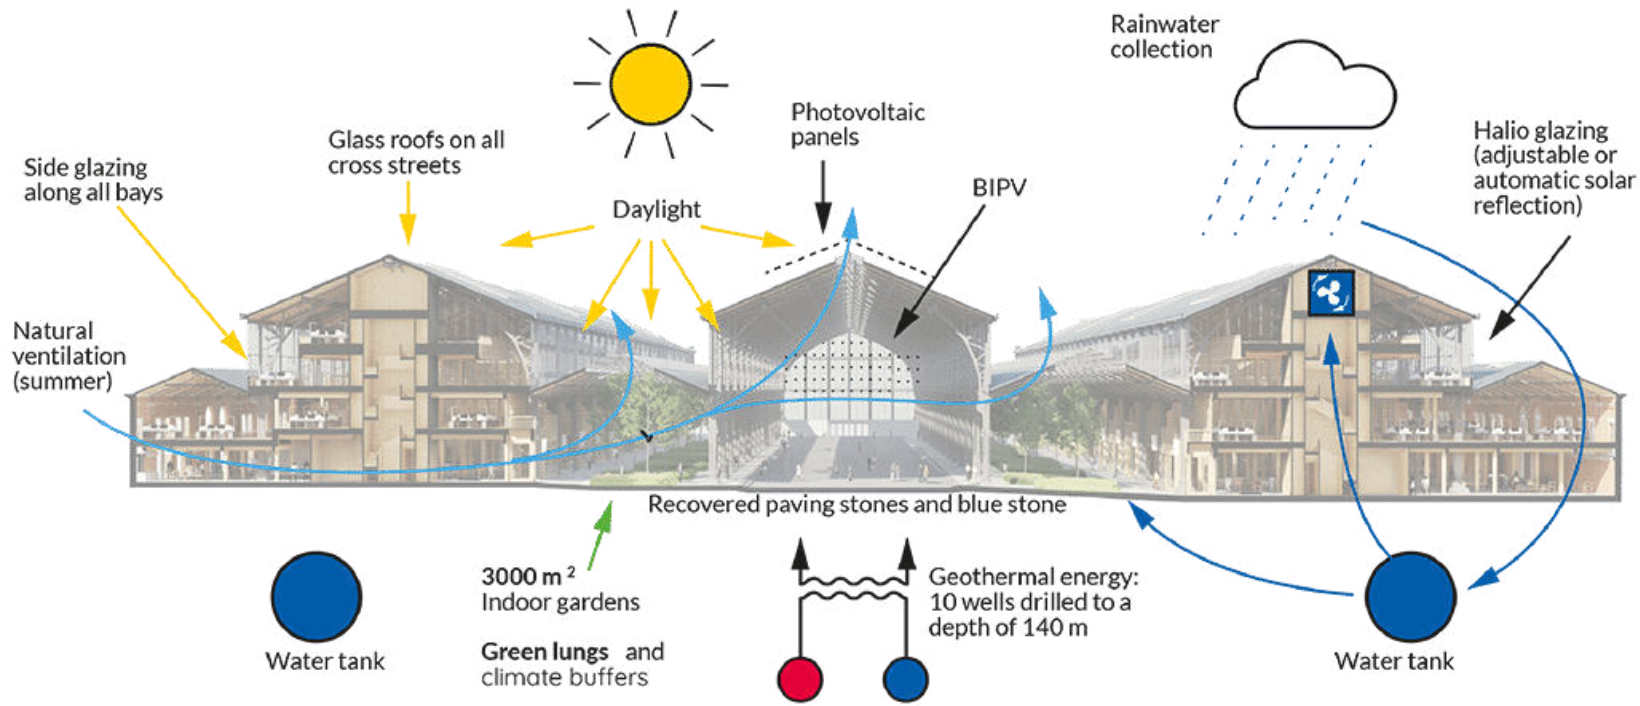 Rainwater
collection
Photovoltaic
panels
Halio glazing
(adjustable or
automatic solar
reflection)
Glass roofs on all
cross streets
Side glazing
along all bays
BIPV
Daylight
Natural
ventilation
(summer)
Recovered paving stones and blue stone
3000 m²
Indoor gardens
Green lungs and
climate buffers
Geothermal energy:
10 wells drilled to a
depth of 140 m
Water tank
Water tank